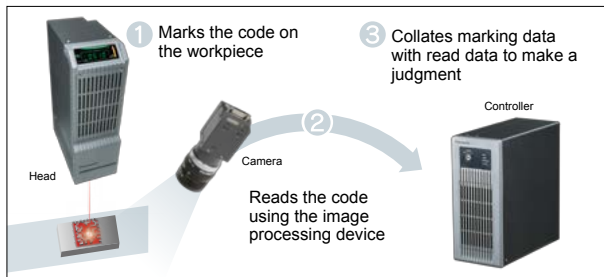 1 Marks the code on
the workpiece
3 Collates marking data
with read data to make a
judgment
Controller
2
Head
Camera
Reads the code
using the image
processing device